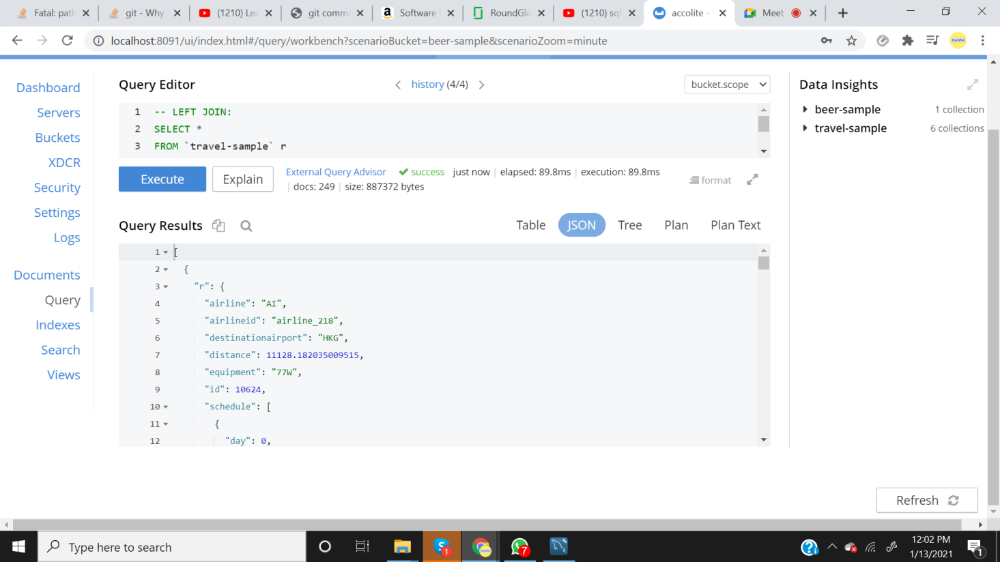 Fatal: path
git - Why
(1210) Lea
git comma
Software
RoundGla
(1210) sql
accolite -
Meet
localhost:8091/ui/index.html#/query/workbench?scenarioBucket=beer-sample&scenarioZoom=minute
Harsha
Dashboard
Servers
Buckets
XDCR
Security
Settings
Logs
Documents
Query
Indexes
Search
Views
Query Editor
history (4/4)
bucket.scope
1 -- LEFT JOIN:
2 SELECT *
3 FROM `travel-sample` r
Execute
Explain
External Query Advisor success just now | elapsed: 89.8ms | execution: 89.8ms
| docs: 249 | size: 887372 bytes
format
Query Results
Table JSON Tree Plan Plan Text
1 [
2 {
3 "r": {
4 "airline": "AI",
5 "airlineid": "airline_218",
6 "destinationairport": "HKG",
7 "distance": 11128.182035009515,
8 "equipment": "77W",
9 "id": 10624,
10 "schedule": [
11 {
12 "day": 0,
Data Insights
beer-sample 1 collection
travel-sample 6 collections
Refresh
Type here to search
1
7
12:02 PM
1/13/2021
1